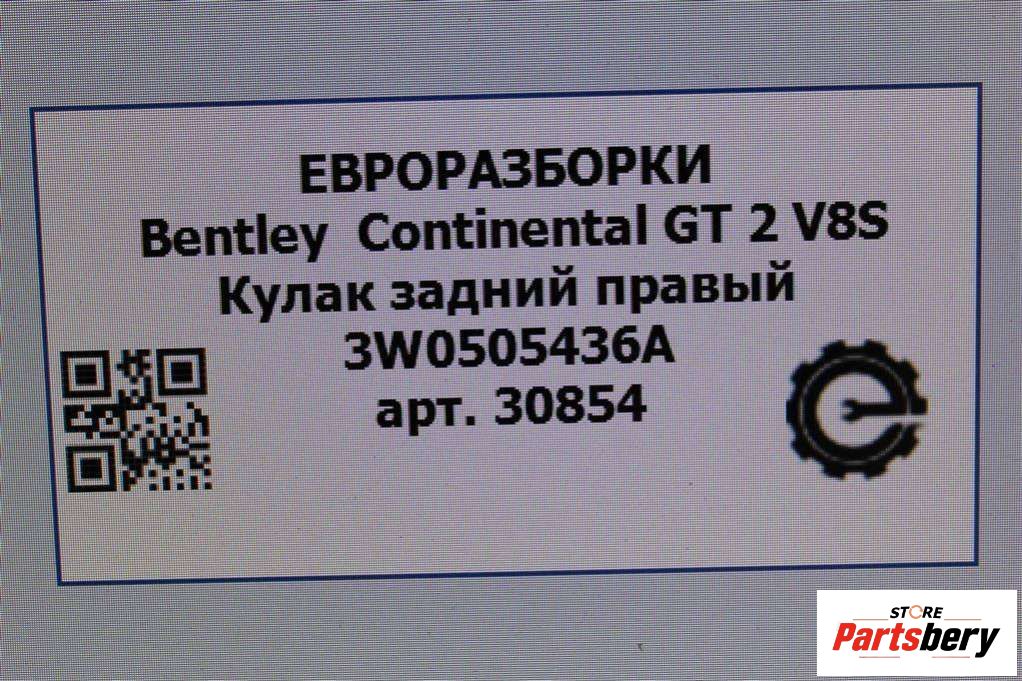 ЕВРОРАЗБОРКИ
Bentley Continental GT 2 V8S
Кулак задний правый
3W0505436A
арт. 30854
STORE
Partsbery